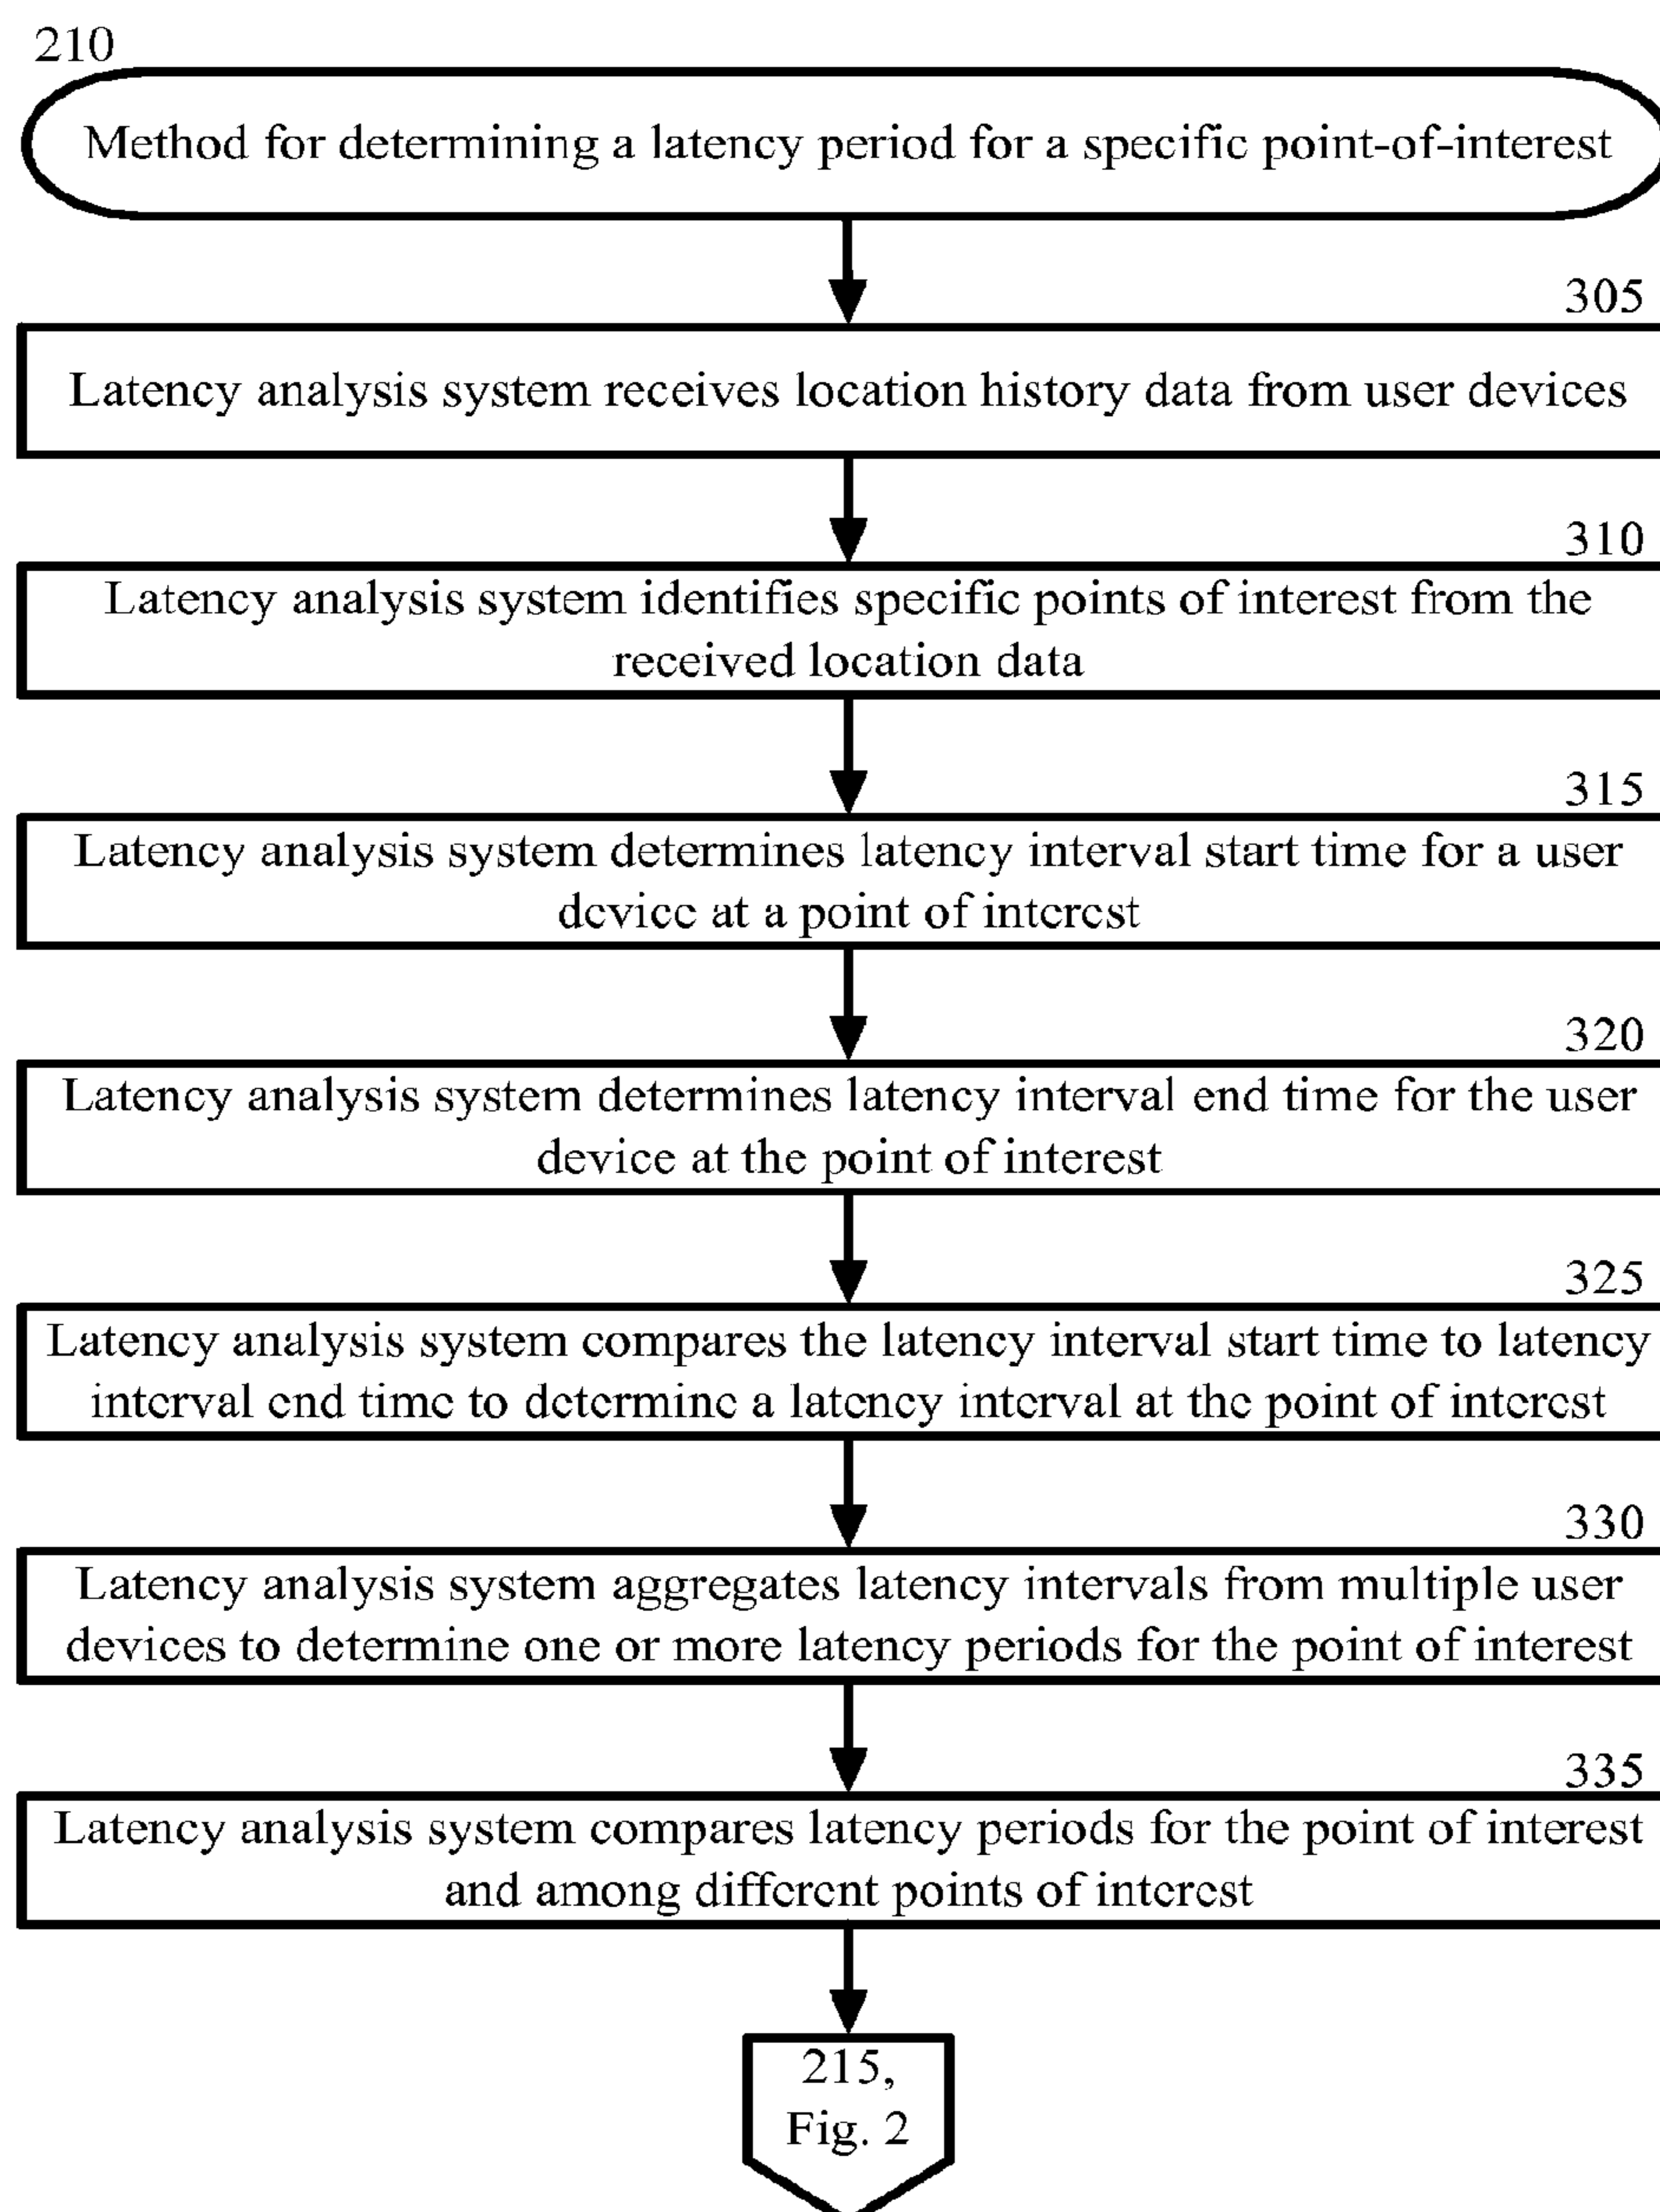 210
Method for determining a latency period for a specific point-of-interest
305
Latency analysis system receives location history data from user devices
310
Latency analysis system identifies specific points of interest from the
received location data
315
Latency analysis system determines latency interval start time for a user
device at a point of interest
320
Latency analysis system determines latency interval end time for the user
device at the point of interest
325
Latency analysis system compares the latency interval start time to latency
interval end time to determine a latency interval at the point of interest
330
Latency analysis system aggregates latency intervals from multiple user
devices to determine one or more latency periods for the point of interest
335
Latency analysis system compares latency periods for the point of interest
and among different points of interest
215,
Fig. 2